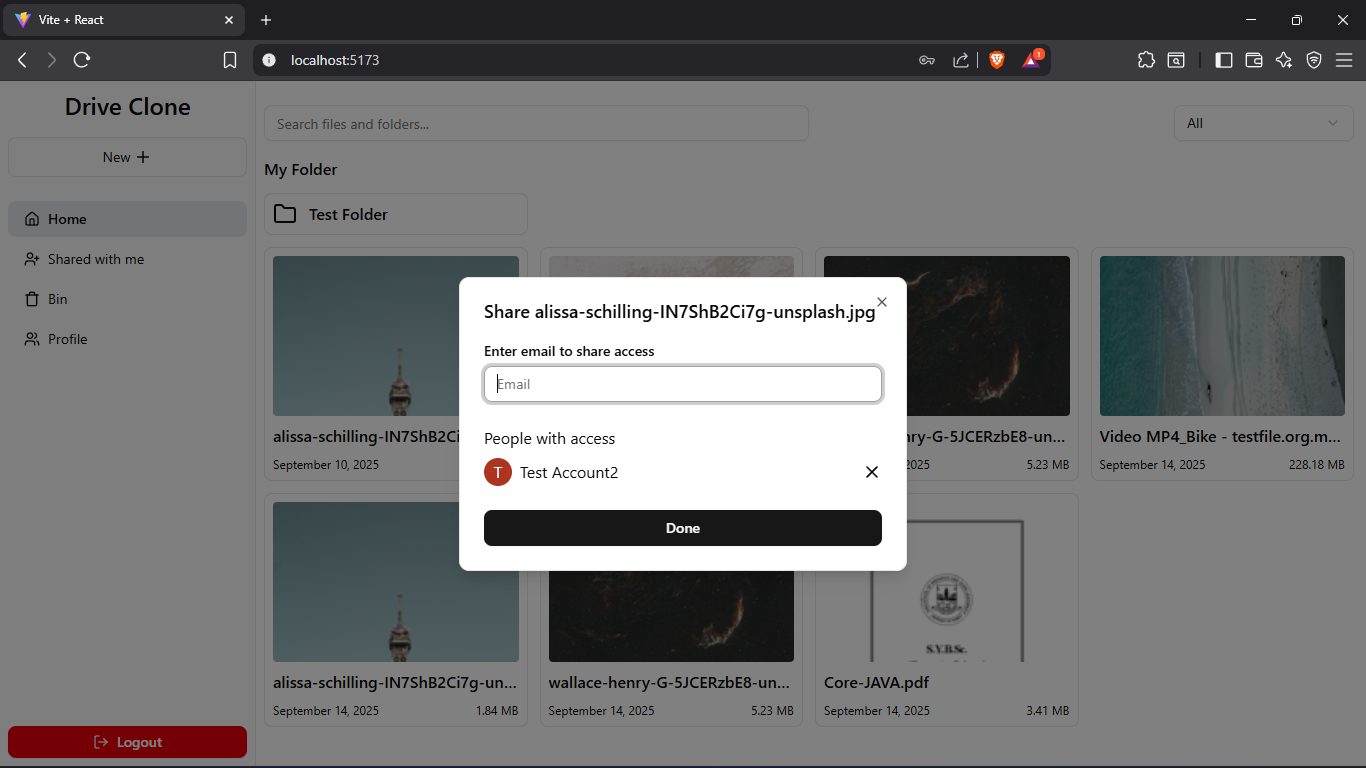 Vite + React
localhost:5173
1
Drive Clone
New +
Home
Shared with me
Bin
Profile
Logout
Search files and folders...
All
My Folder
Test Folder
alissa-schilling-IN7ShB2Ci
September 10, 2025
nry-G-5JCERzbE8-un...
2025
5.23 MB
Video MP4_Bike - testfile.org.m...
September 14, 2025
228.18 MB
Share alissa-schilling-IN7ShB2Ci7g-unsplash.jpg
Enter email to share access
Email
People with access
T
Test Account2
Done
alissa-schilling-IN7ShB2Ci7g-un...
September 14, 2025
1.84 MB
wallace-henry-G-5JCERzbE8-un...
September 14, 2025
5.23 MB
S.Y.B.Sc.
Core-JAVA.pdf
September 14, 2025
3.41 MB